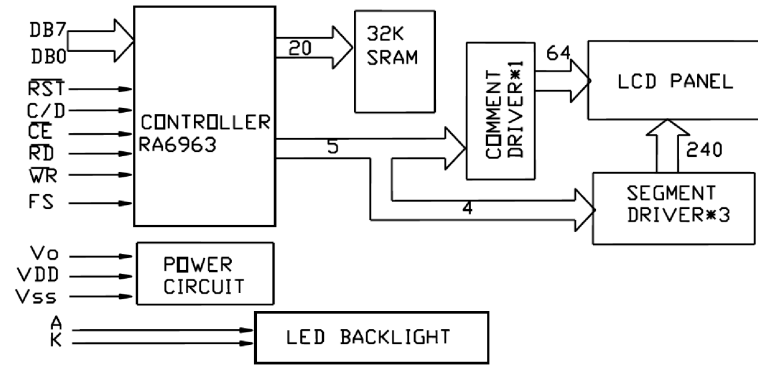 DB7
DB0
RST
C/D
CE
RD
WR
FS
CONTROLLER
RA6963
20
32K
SRAM
5
4
COMMENT
DRIVER*1
64
LCD PANEL
240
SEGMENT
DRIVER*3
Vo
VDD
Vss
POWER
CIRCUIT
A
K
LED BACKLIGHT